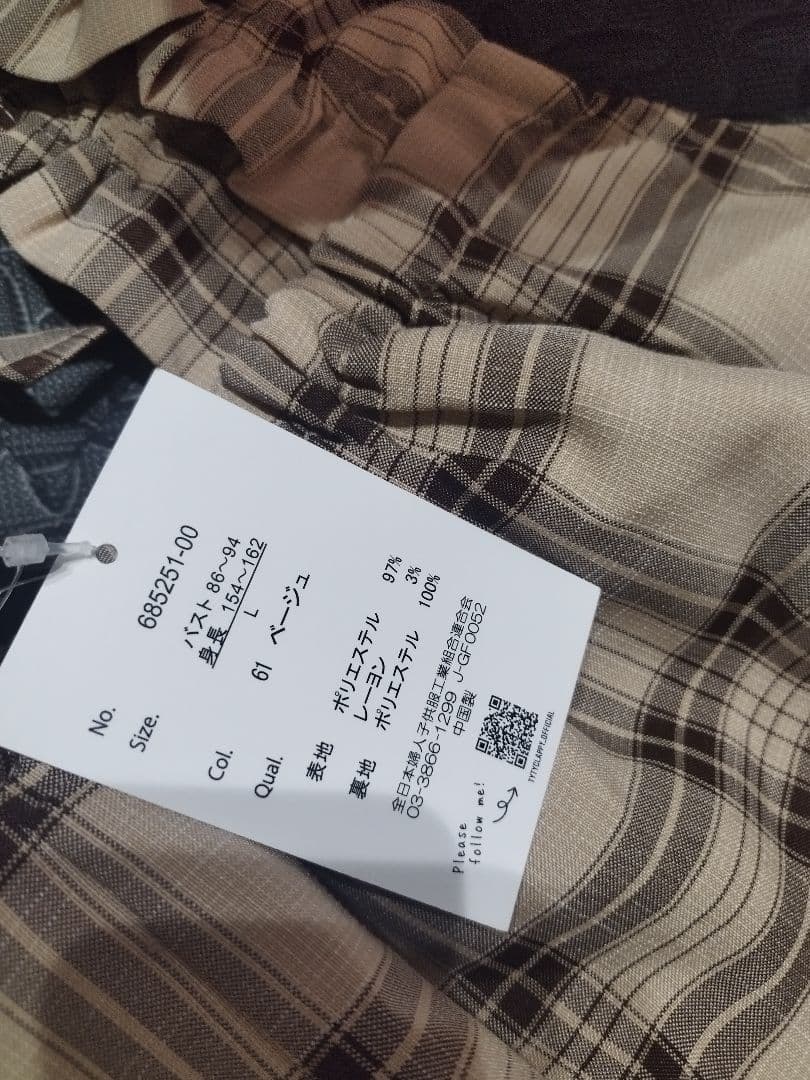 No. 685251-00
Size. バスト 86～94
身長 154～162
L
Col. 61 ベージュ
Qual.
表地 ポリエステル 97%
レーヨン 3%
裏地 ポリエステル 100%
全日本婦人子供服工業組合連合会
03-3866-1299 J-GF0052
中国製
Please
follow me!
TYTYCLAPPY_OFFICIAL